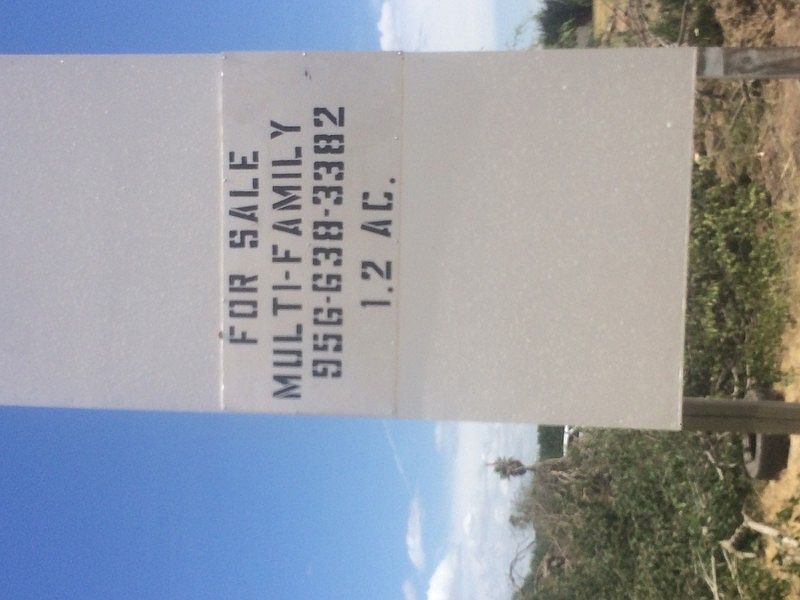 FOR SALE
MULTI-FAMILY
956-638-3382
1.2 AC.